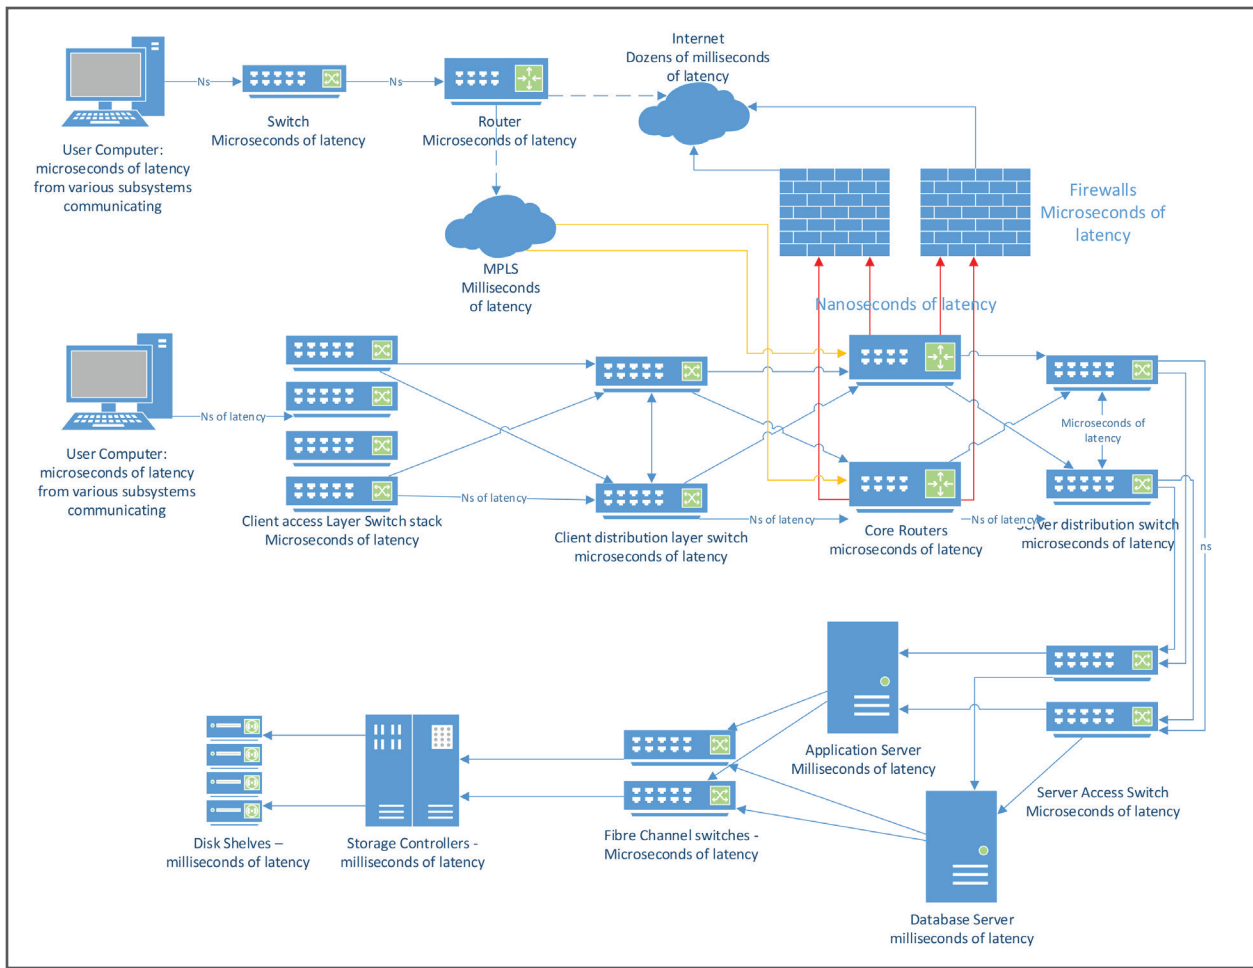 Internet
Dozens of milliseconds
of latency
Ns
Ns
Switch
Microseconds of latency
Router
Microseconds of latency
User Computer:
microseconds of latency
from various subsystems
communicating
Firewalls
Microseconds of
latency
MPLS
Milliseconds
of latency
Nanoseconds of latency
Ns of latency
Microseconds of
latency
User Computer:
microseconds of latency
from various subsystems
communicating
Ns of latency
Client access Layer Switch stack
Microseconds of latency
Client distribution layer switch
microseconds of latency
Ns of latency
Core Routers
microseconds of latency
Ns of latency
Server distribution switch
microseconds of latency
ns
Application Server
Milliseconds of latency
Server Access Switch
Microseconds of latency
Disk Shelves –
milliseconds of latency
Storage Controllers -
milliseconds of latency
Fibre Channel switches -
Microseconds of latency
Database Server
milliseconds of latency